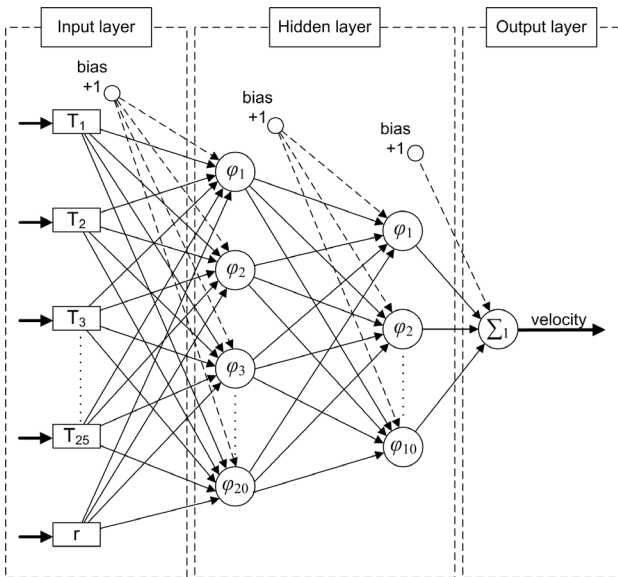 Input layer
Hidden layer
Output layer
bias
+1
bias
+1
bias
+1
T1
T2
T3
T25
r
φ1
φ2
φ3
φ20
φ1
φ2
φ10
∑1
velocity